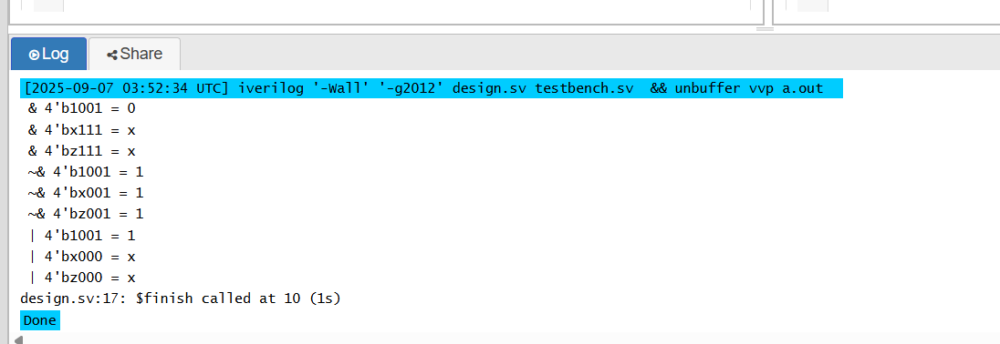 Log Share
[2025-09-07 03:52:34 UTC] iverilog '-Wall' '-g2012' design.sv testbench.sv  && unbuffer vvp a.out
& 4'b1001 = 0
& 4'bx111 = x
& 4'bz111 = x
~& 4'b1001 = 1
~& 4'bx001 = 1
~& 4'bz001 = 1
| 4'b1001 = 1
| 4'bx000 = x
| 4'bz000 = x
design.sv:17: $finish called at 10 (1s)
Done